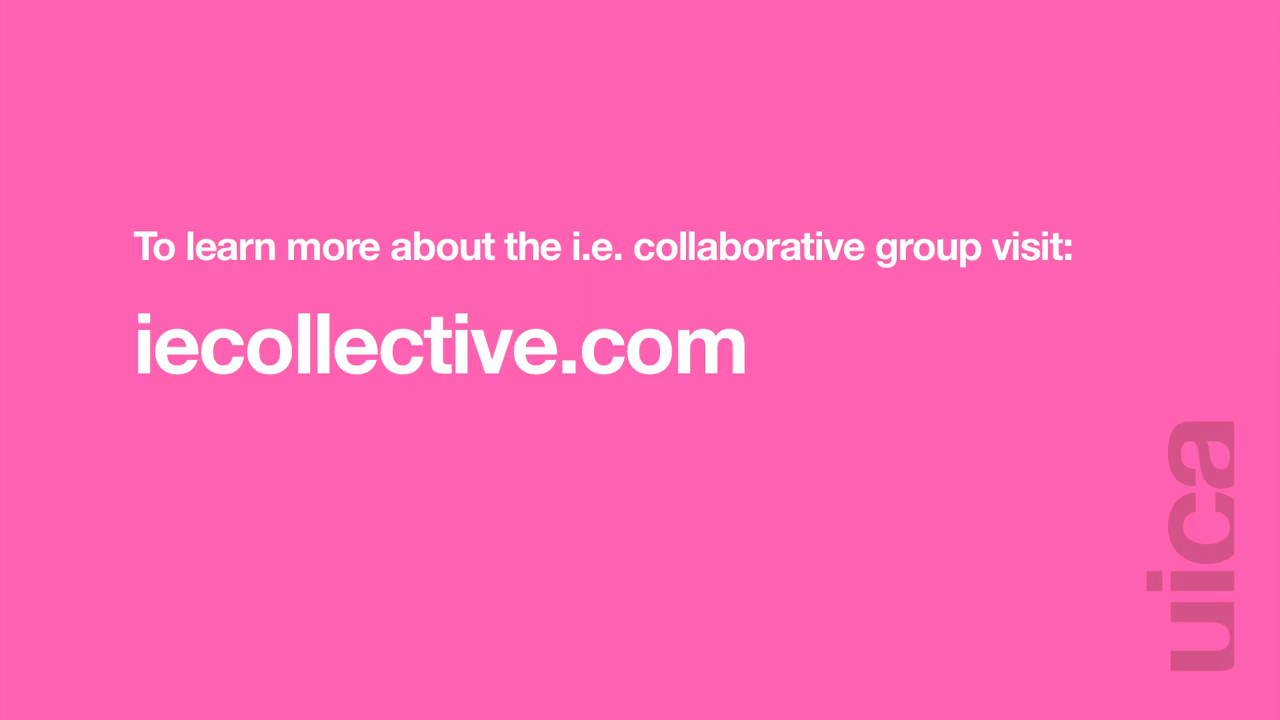 To learn more about the i.e. collaborative group visit:
iecollective.com
uica